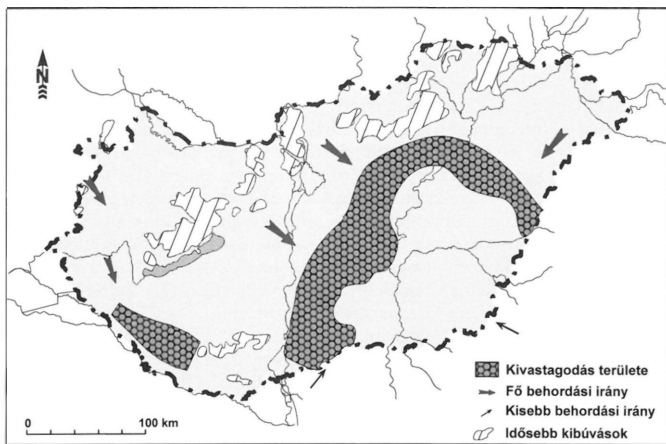 N
Kivastagodás területe
Fő behordási irány
Kisebb behordási irány
Idősebb kibúvások
0 100 km